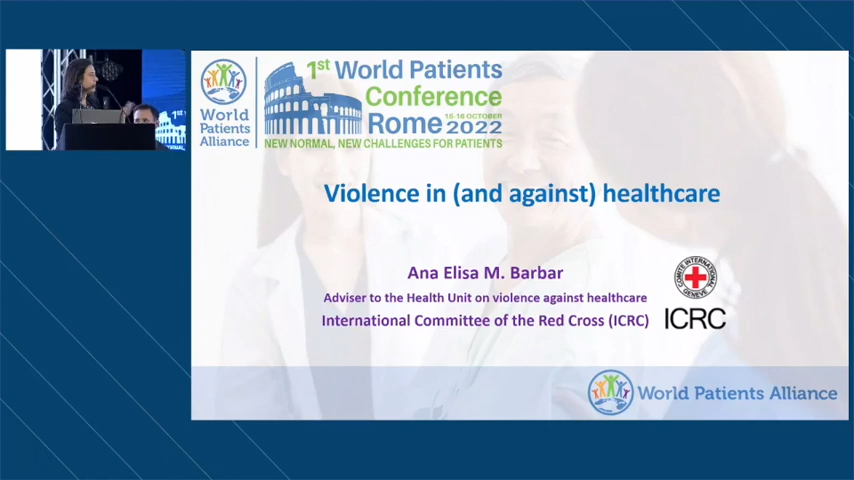 World
Patients
Alliance
1st World Patients
Conference
Rome 15-16 OCTOBER 2022
NEW NORMAL, NEW CHALLENGES FOR PATIENTS
Violence in (and against) healthcare
Ana Elisa M. Barbar
Adviser to the Health Unit on violence against healthcare
International Committee of the Red Cross (ICRC)
COMITE INTERNATIONAL GENEVE
ICRC
World Patients Alliance